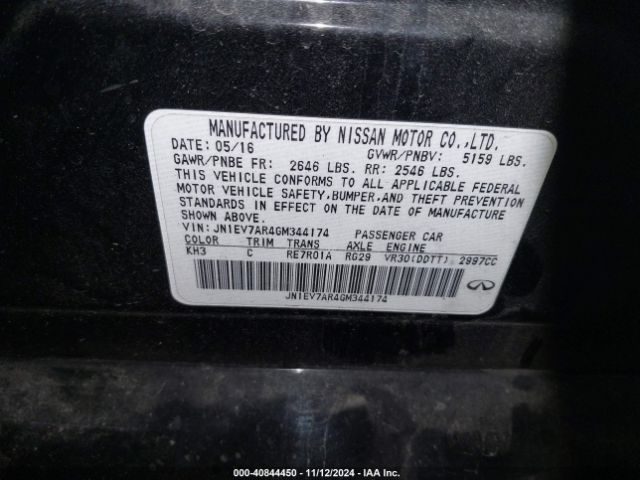 MANUFACTURED BY NISSAN MOTOR CO.,LTD.
DATE: 05/16 GVWR/PNBV: 5159 LBS.
GAWR/PNBE FR: 2646 LBS. RR: 2546 LBS.
THIS VEHICLE CONFORMS TO ALL APPLICABLE FEDERAL
MOTOR VEHICLE SAFETY,BUMPER,AND THEFT PREVENTION
STANDARDS IN EFFECT ON THE DATE OF MANUFACTURE
SHOWN ABOVE.
VIN: JN1EV7AR4GM344174 PASSENGER CAR
COLOR TRIM TRANS AXLE ENGINE
KH3 C RE7R01A RG29 VR30(DDTT) 2997CC
JN1EV7AR4GM344174
000-40844450 - 11/12/2024 - IAA Inc.